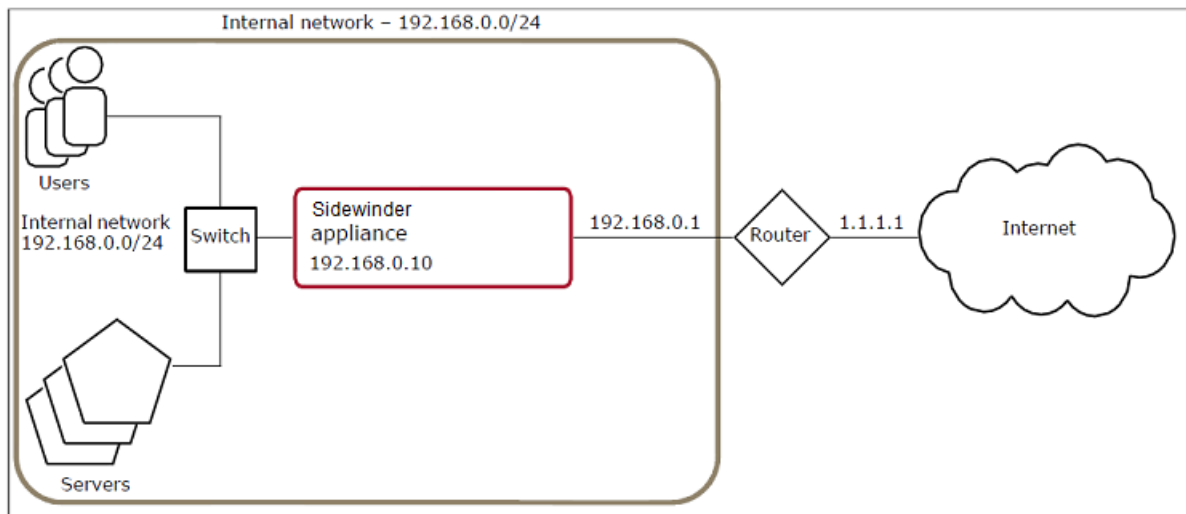 Internal network – 192.168.0.0/24
Users
Internal network
192.168.0.0/24
Switch
Sidewinder
appliance
192.168.0.10
192.168.0.1
Router
1.1.1.1
Internet
Servers